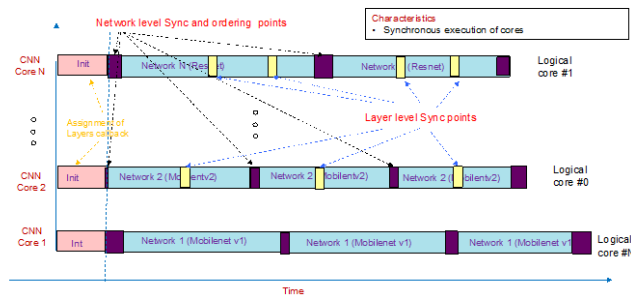 Network level Sync and ordering points
Characteristics
• Synchronous execution of cores
CNN
Core N
Init
Network N (Resnet)
Network (Resnet)
Logical
core #1
Assignment of
Layers callback
Layer level Sync points
CNN
Core 2
Init
Network 2 (Mobilentv2)
Network 2 Mobilentv2)
Network 2 (Mobilentv2)
Logical
core #0
CNN
Core 1
Int
Network 1 (Mobilenet v1)
Network 1 (Mobilenet v1)
Network 1 (Mobilenet v1
Logical
core #N
Time